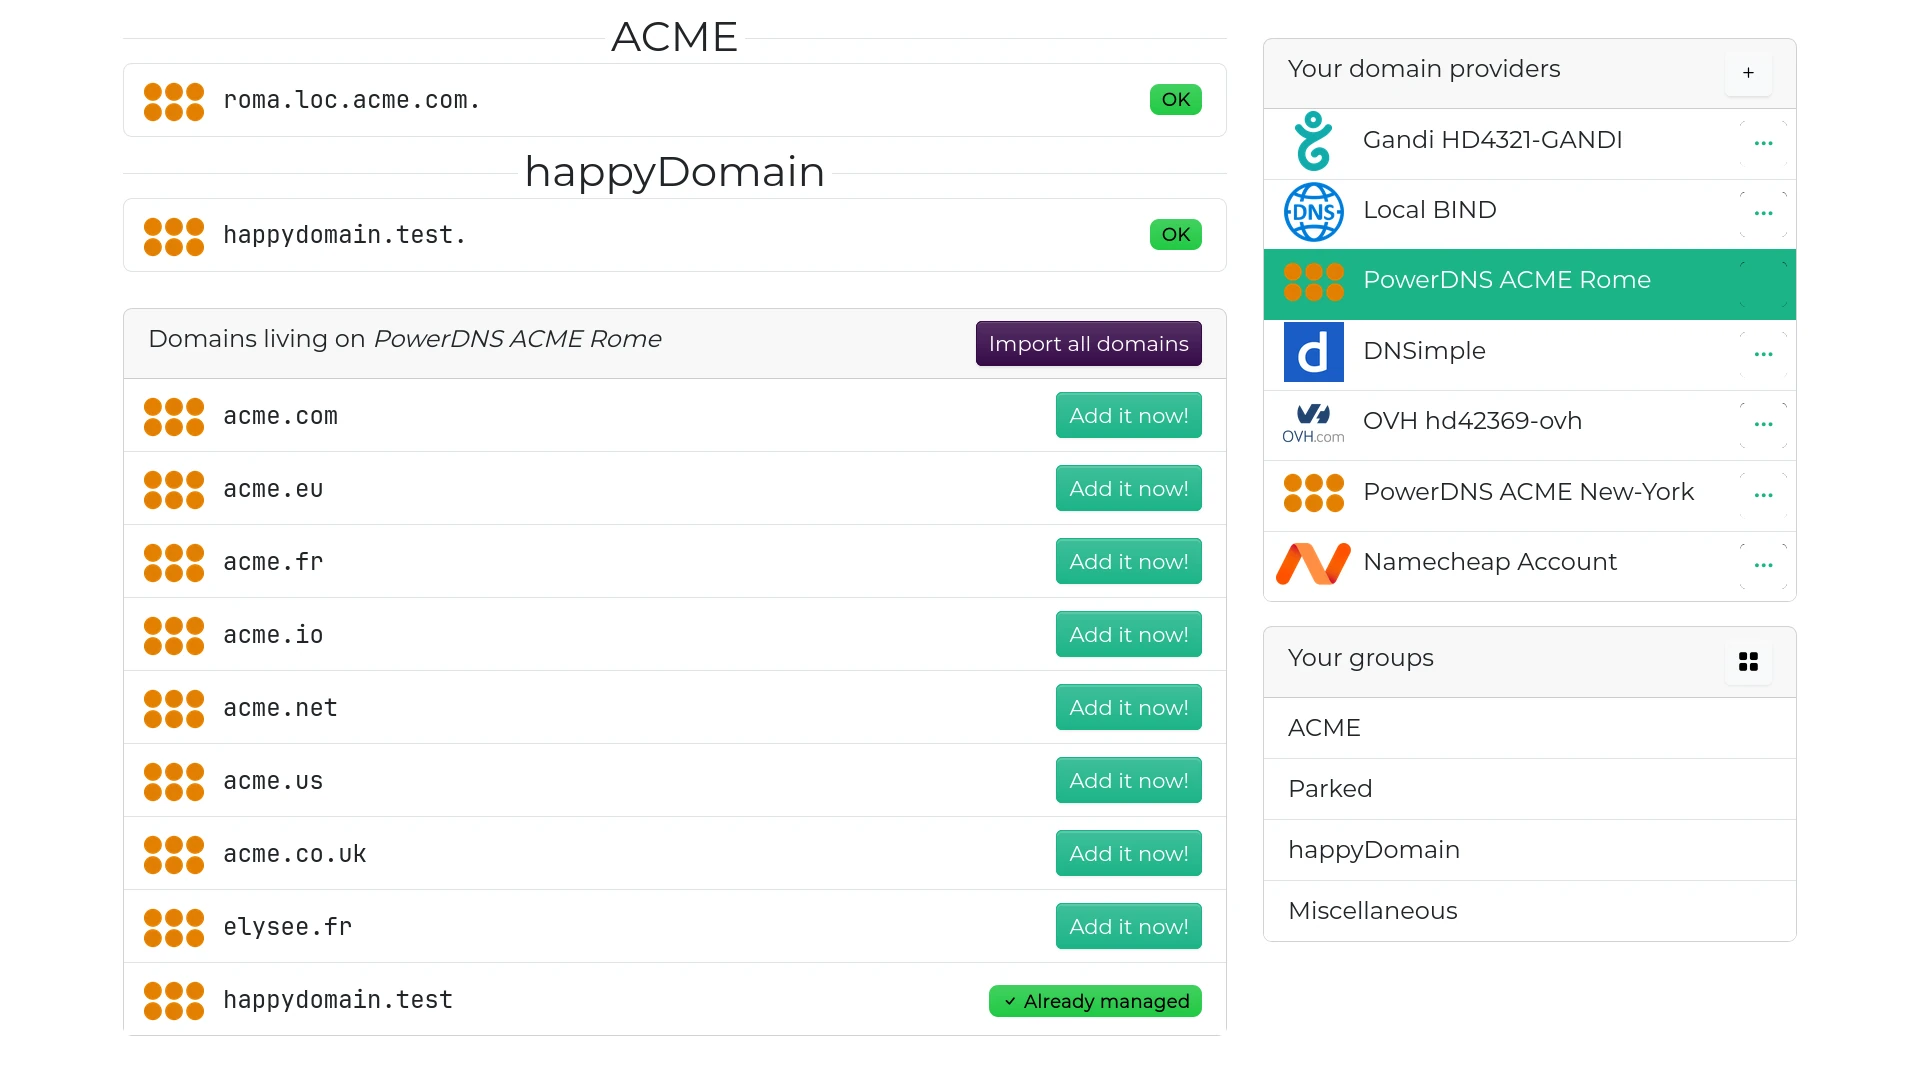 ACME
roma.loc.acme.com.
OK
happyDomain
happydomain.test.
OK
Domains living on PowerDNS ACME Rome
Import all domains
acme.com
Add it now!
acme.eu
Add it now!
acme.fr
Add it now!
acme.io
Add it now!
acme.net
Add it now!
acme.us
Add it now!
acme.co.uk
Add it now!
elysee.fr
Add it now!
happydomain.test
✓ Already managed
Your domain providers
+
Gandi HD4321-GANDI
...
DNS
Local BIND
...
PowerDNS ACME Rome
d
DNSimple
...
OVH.com
OVH hd42369-ovh
...
PowerDNS ACME New-York
...
Namecheap Account
...
Your groups
ACME
Parked
happyDomain
Miscellaneous